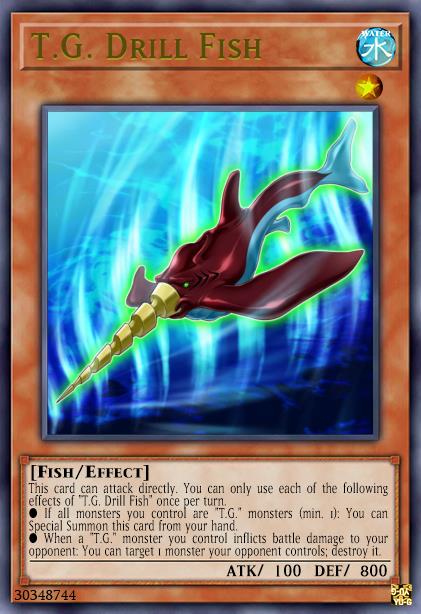 T.G. Drill Fish
WATER
水
[Fish/Effect]
This card can attack directly. You can only use each of the following
effects of "T.G. Drill Fish" once per turn.
● If all monsters you control are "T.G." monsters (min. 1): You can
Special Summon this card from your hand.
● When a "T.G." monster you control inflicts battle damage to your
opponent: You can target 1 monster your opponent controls; destroy it.
ATK/ 100 DEF/ 800
30348744